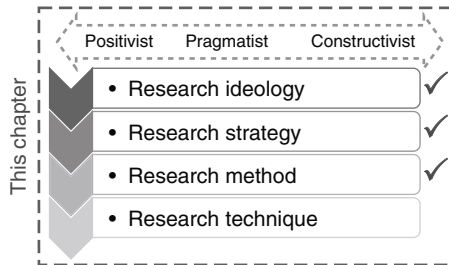 Positivist Pragmatist Constructivist
This chapter
• Research ideology
• Research strategy
• Research method
• Research technique